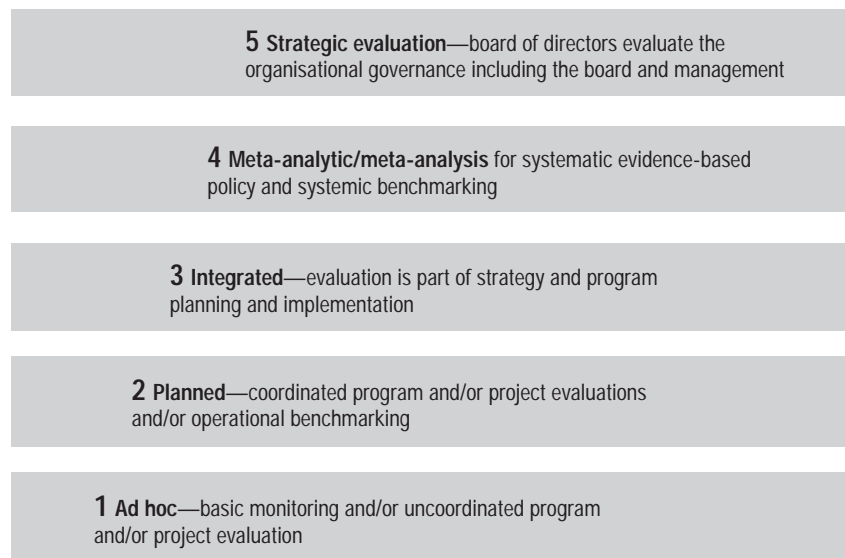 5 Strategic evaluation—board of directors evaluate the
organisational governance including the board and management
4 Meta-analytic/meta-analysis for systematic evidence-based
policy and systemic benchmarking
3 Integrated—evaluation is part of strategy and program
planning and implementation
2 Planned—coordinated program and/or project evaluations
and/or operational benchmarking
1 Ad hoc—basic monitoring and/or uncoordinated program
and/or project evaluation